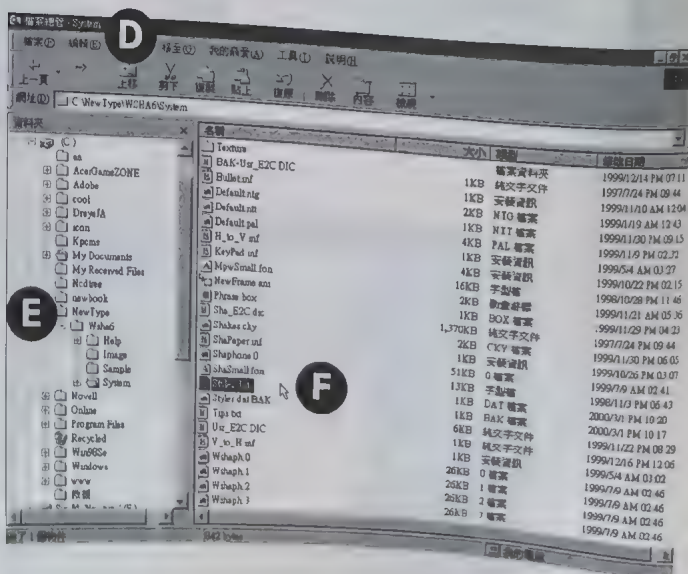 檔案總管 - System
D
檔案(F) 編輯(E) 移至(G) 我的最愛(A) 工具(T) 說明(H)
上一頁 上移 剪下 複製 貼上 復原 刪除 內容 檢視
網址(D) C:\NewType\WSHA6\System
資料夾
(C:)
aa
AcerGameZONE
Adobe
cool
icon
Kpcms
My Documents
My Received Files
Ncdtree
newbook
E
NewType
Wsha6
Help
Image
Sample
System
Novell
Online
Program Files
Recycled
Win98Se
Windows
www
名稱 大小 類型 修改日期
Texture 檔案資料夾 1999/12/14 PM 07:11
BAK-Usr_E2C.DIC 1KB 純文字文件 1997/7/24 PM 09:44
Bullet.inf 1KB 安裝資訊 1999/11/10 AM 12:04
Default.nig 2KB NIG 檔案 1999/1/19 AM 12:43
Default.nit 1KB NIT 檔案 1999/11/30 PM 09:15
Default.pal 4KB PAL 檔案 1999/11/9 PM 02:32
H_to_V.inf 1KB 安裝資訊 1999/5/4 AM 03:27
KeyPad.inf 4KB 安裝資訊 1999/10/22 PM 02:15
MpwSmall.fon 16KB 字型檔 1998/10/28 PM 11:46
NewFrame.ani 2KB 動畫游標 1999/11/21 AM 05:36
Phrase.box 1KB BOX 檔案 1999/11/29 PM 04:23
Sha_E2C.dic 1,370KB 純文字文件 1997/7/24 PM 09:44
Shakes.cky 2KB CKY 檔案 1999/11/30 PM 06:05
ShaPaper.inf 1KB 安裝資訊 1999/10/26 PM 03:07
Shaphone.0 51KB 0 檔案 1999/7/9 AM 02:41
ShaSmall.fon 13KB 字型檔 1998/11/3 PM 06:43
1KB DAT 檔案 2000/3/1 PM 10:20
F
Styler.dat.BAK 1KB BAK 檔案 2000/3/1 PM 10:17
Tips.txt 6KB 純文字文件 1999/11/22 PM 08:29
Usr_E2C.DIC 1KB 純文字文件 1999/12/16 PM 12:06
V_to_H.inf 1KB 安裝資訊 1999/5/4 AM 03:02
Wshaph.0 26KB 0 檔案 1999/7/9 AM 02:46
Wshaph.1 26KB 1 檔案 1999/7/9 AM 02:46
Wshaph.2 26KB 2 檔案 1999/7/9 AM 02:46
Wshaph.3 26KB 1999/7/9 AM 02:46
842 bytes 我的電腦